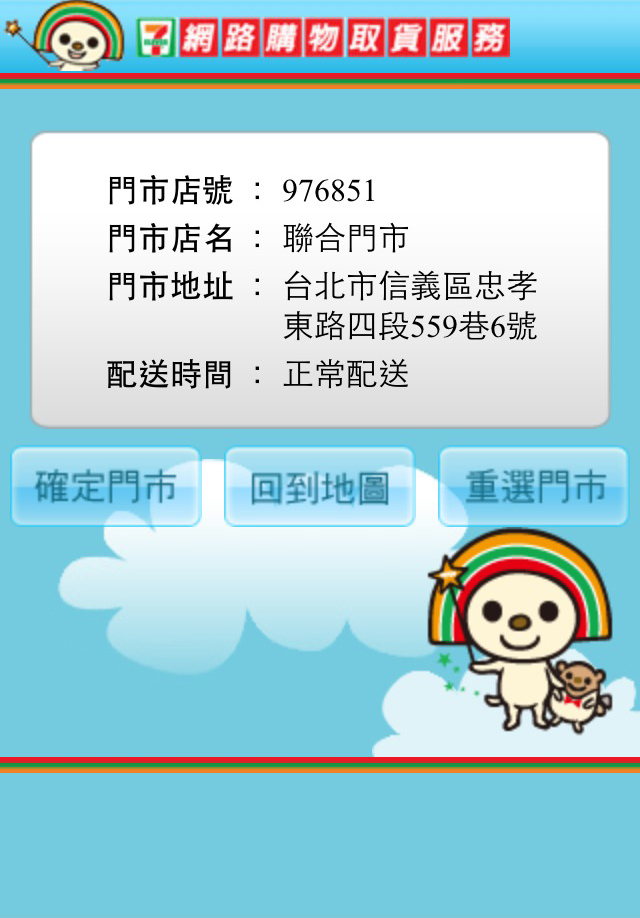 7-ELEVEN 網路購物取貨服務
門市店號 ： 976851
門市店名 ： 聯合門市
門市地址 ： 台北市信義區忠孝
東路四段559巷6號
配送時間 ： 正常配送
確定門市 回到地圖 重選門市